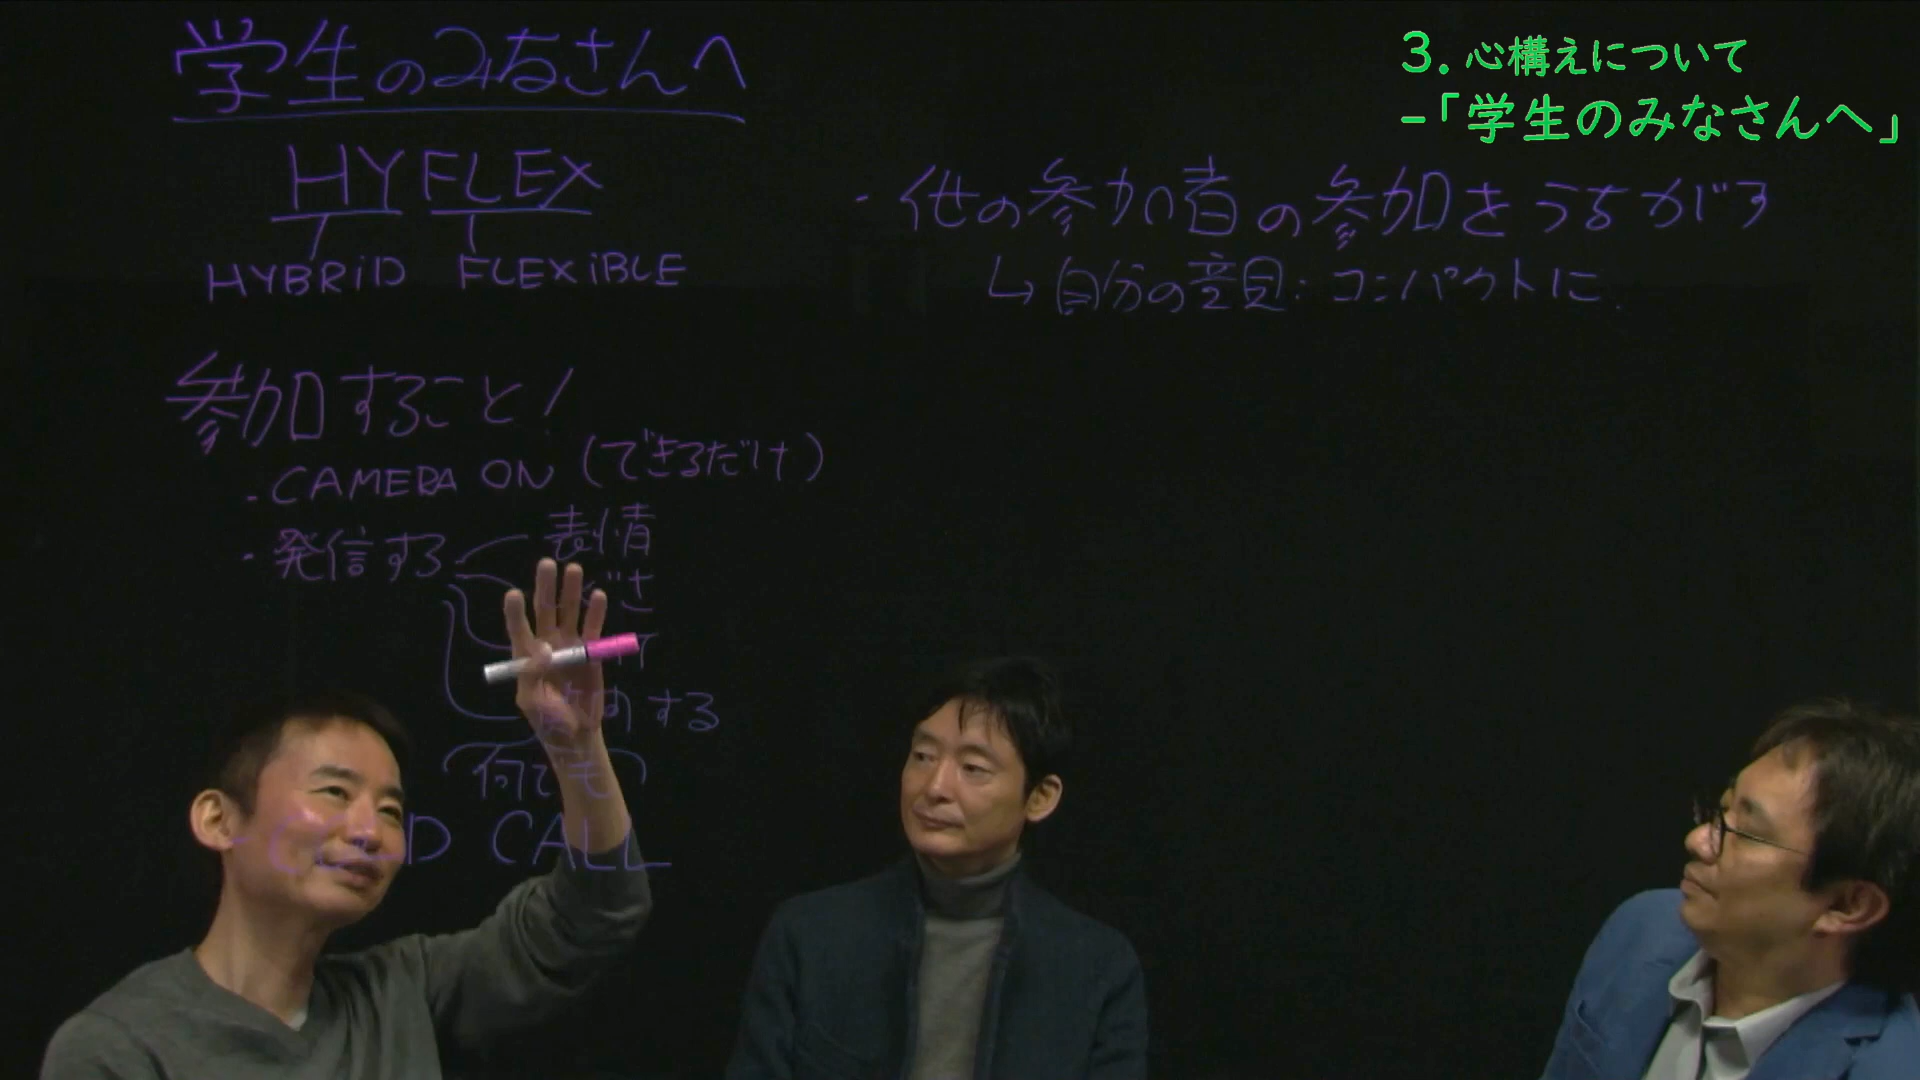 学生のみなさんへ
HYFLEX
HYBRiD FLEXiBLE
参加すること!
・CAMERA ON (できるだけ)
・発信する
表情
する
何でも
D CALL
3. 心構えについて
-「学生のみなさんへ」
・他の参加者の参加をうながす
↳ 自分の意見: コンパクトに.